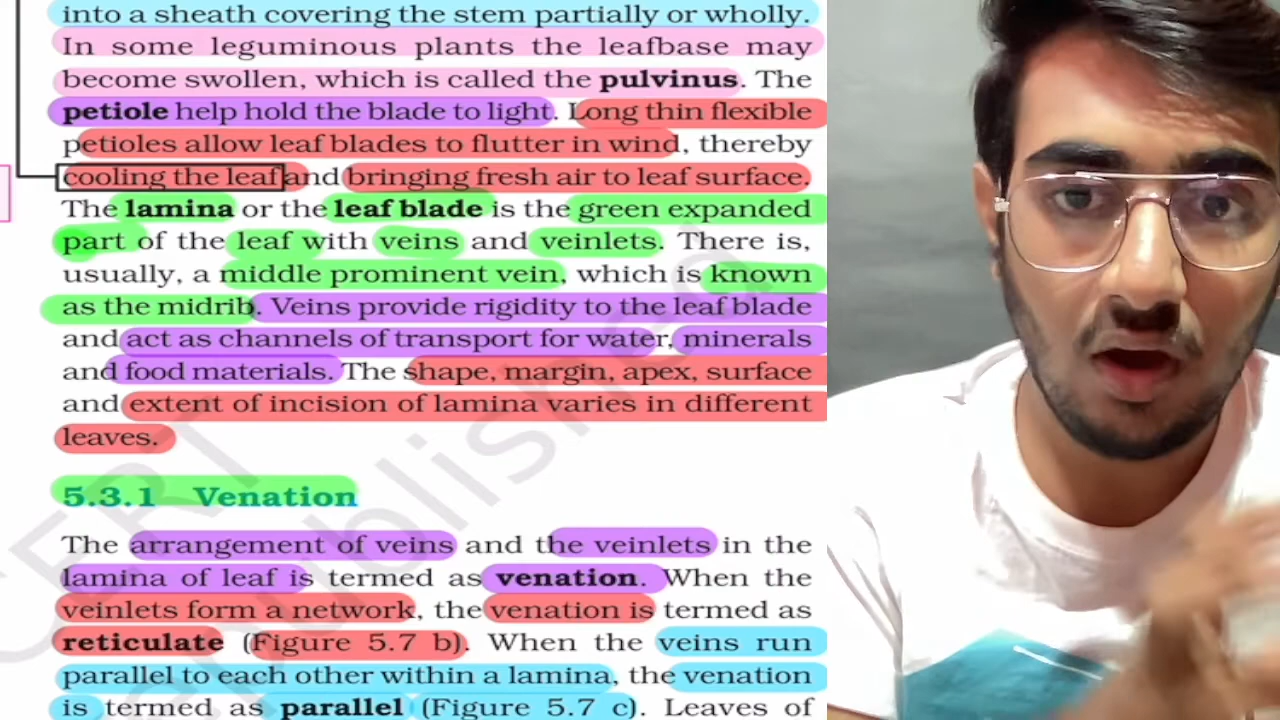 into a sheath covering the stem partially or wholly.
In some leguminous plants the leafbase may
become swollen, which is called the pulvinus. The
petiole help hold the blade to light. Long thin flexible
petioles allow leaf blades to flutter in wind, thereby
cooling the leaf and bringing fresh air to leaf surface.
The lamina or the leaf blade is the green expanded
part of the leaf with veins and veinlets. There is,
usually, a middle prominent vein, which is known
as the midrib. Veins provide rigidity to the leaf blade
and act as channels of transport for water, minerals
and food materials. The shape, margin, apex, surface
and extent of incision of lamina varies in different
leaves.
5.3.1 Venation
The arrangement of veins and the veinlets in the
lamina of leaf is termed as venation. When the
veinlets form a network, the venation is termed as
reticulate (Figure 5.7 b). When the veins run
parallel to each other within a lamina, the venation
is termed as parallel (Figure 5.7 c). Leaves of